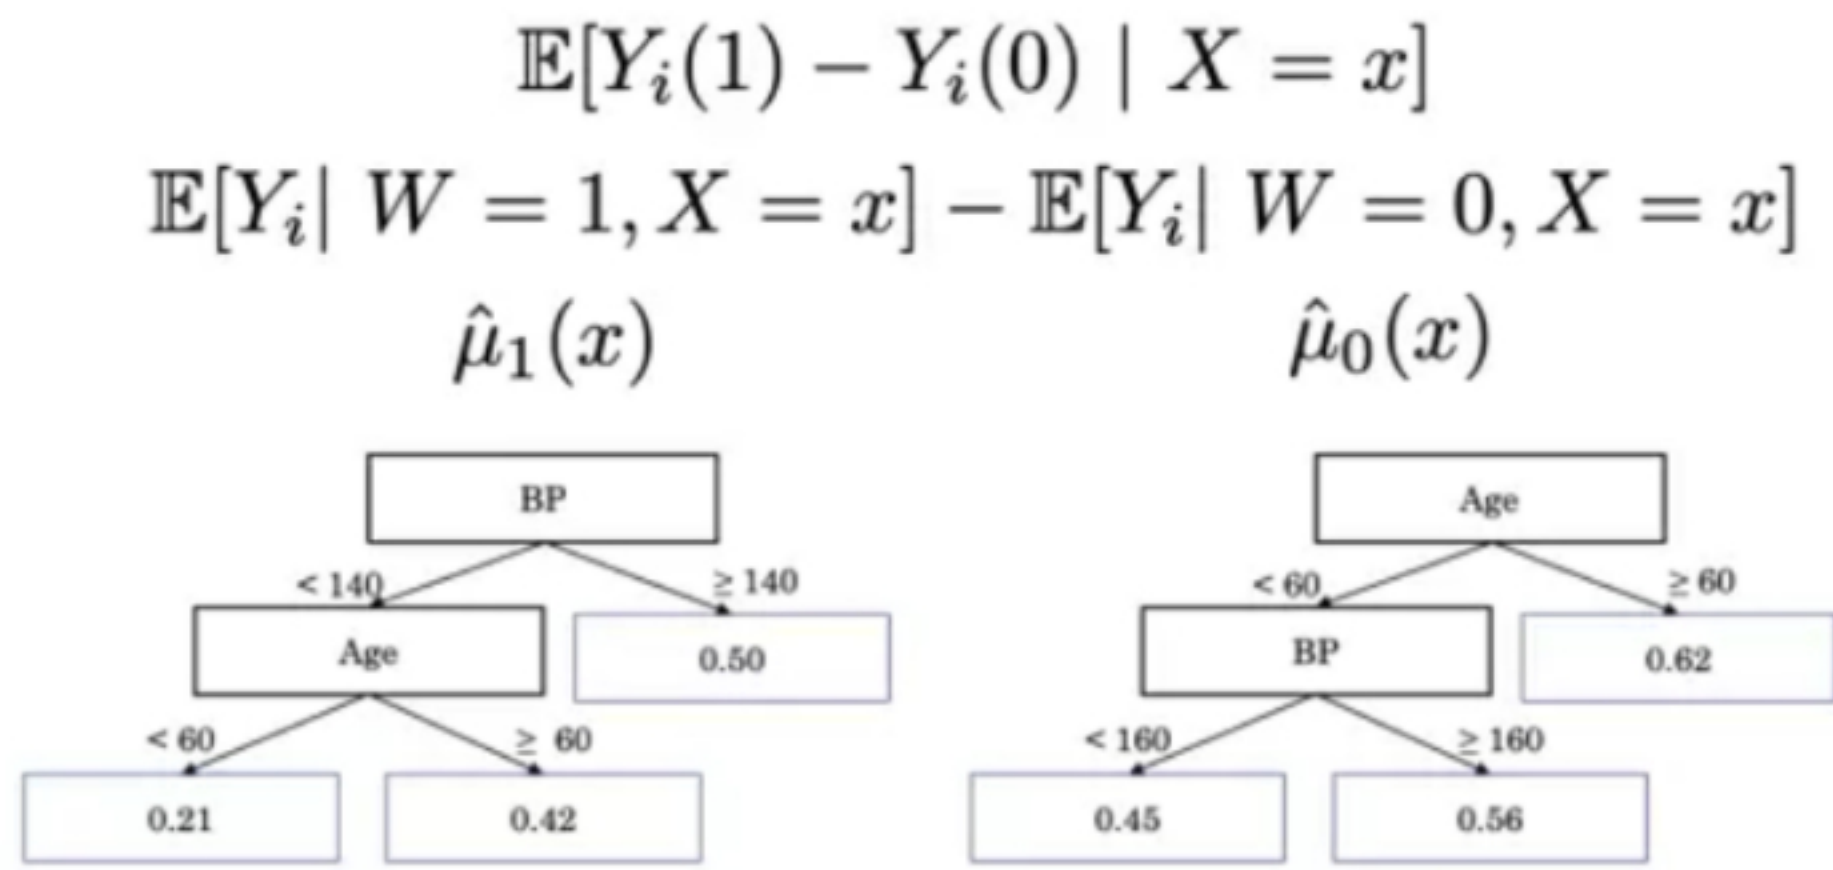 𝔼[Y_i(1) − Y_i(0) | X = x]
𝔼[Y_i| W = 1, X = x] − 𝔼[Y_i| W = 0, X = x]
μ̂_1(x) μ̂_0(x)
BP Age
< 140 ≥ 140 < 60 ≥ 60
Age 0.50 BP 0.62
< 60 ≥ 60 < 160 ≥ 160
0.21 0.42 0.45 0.56